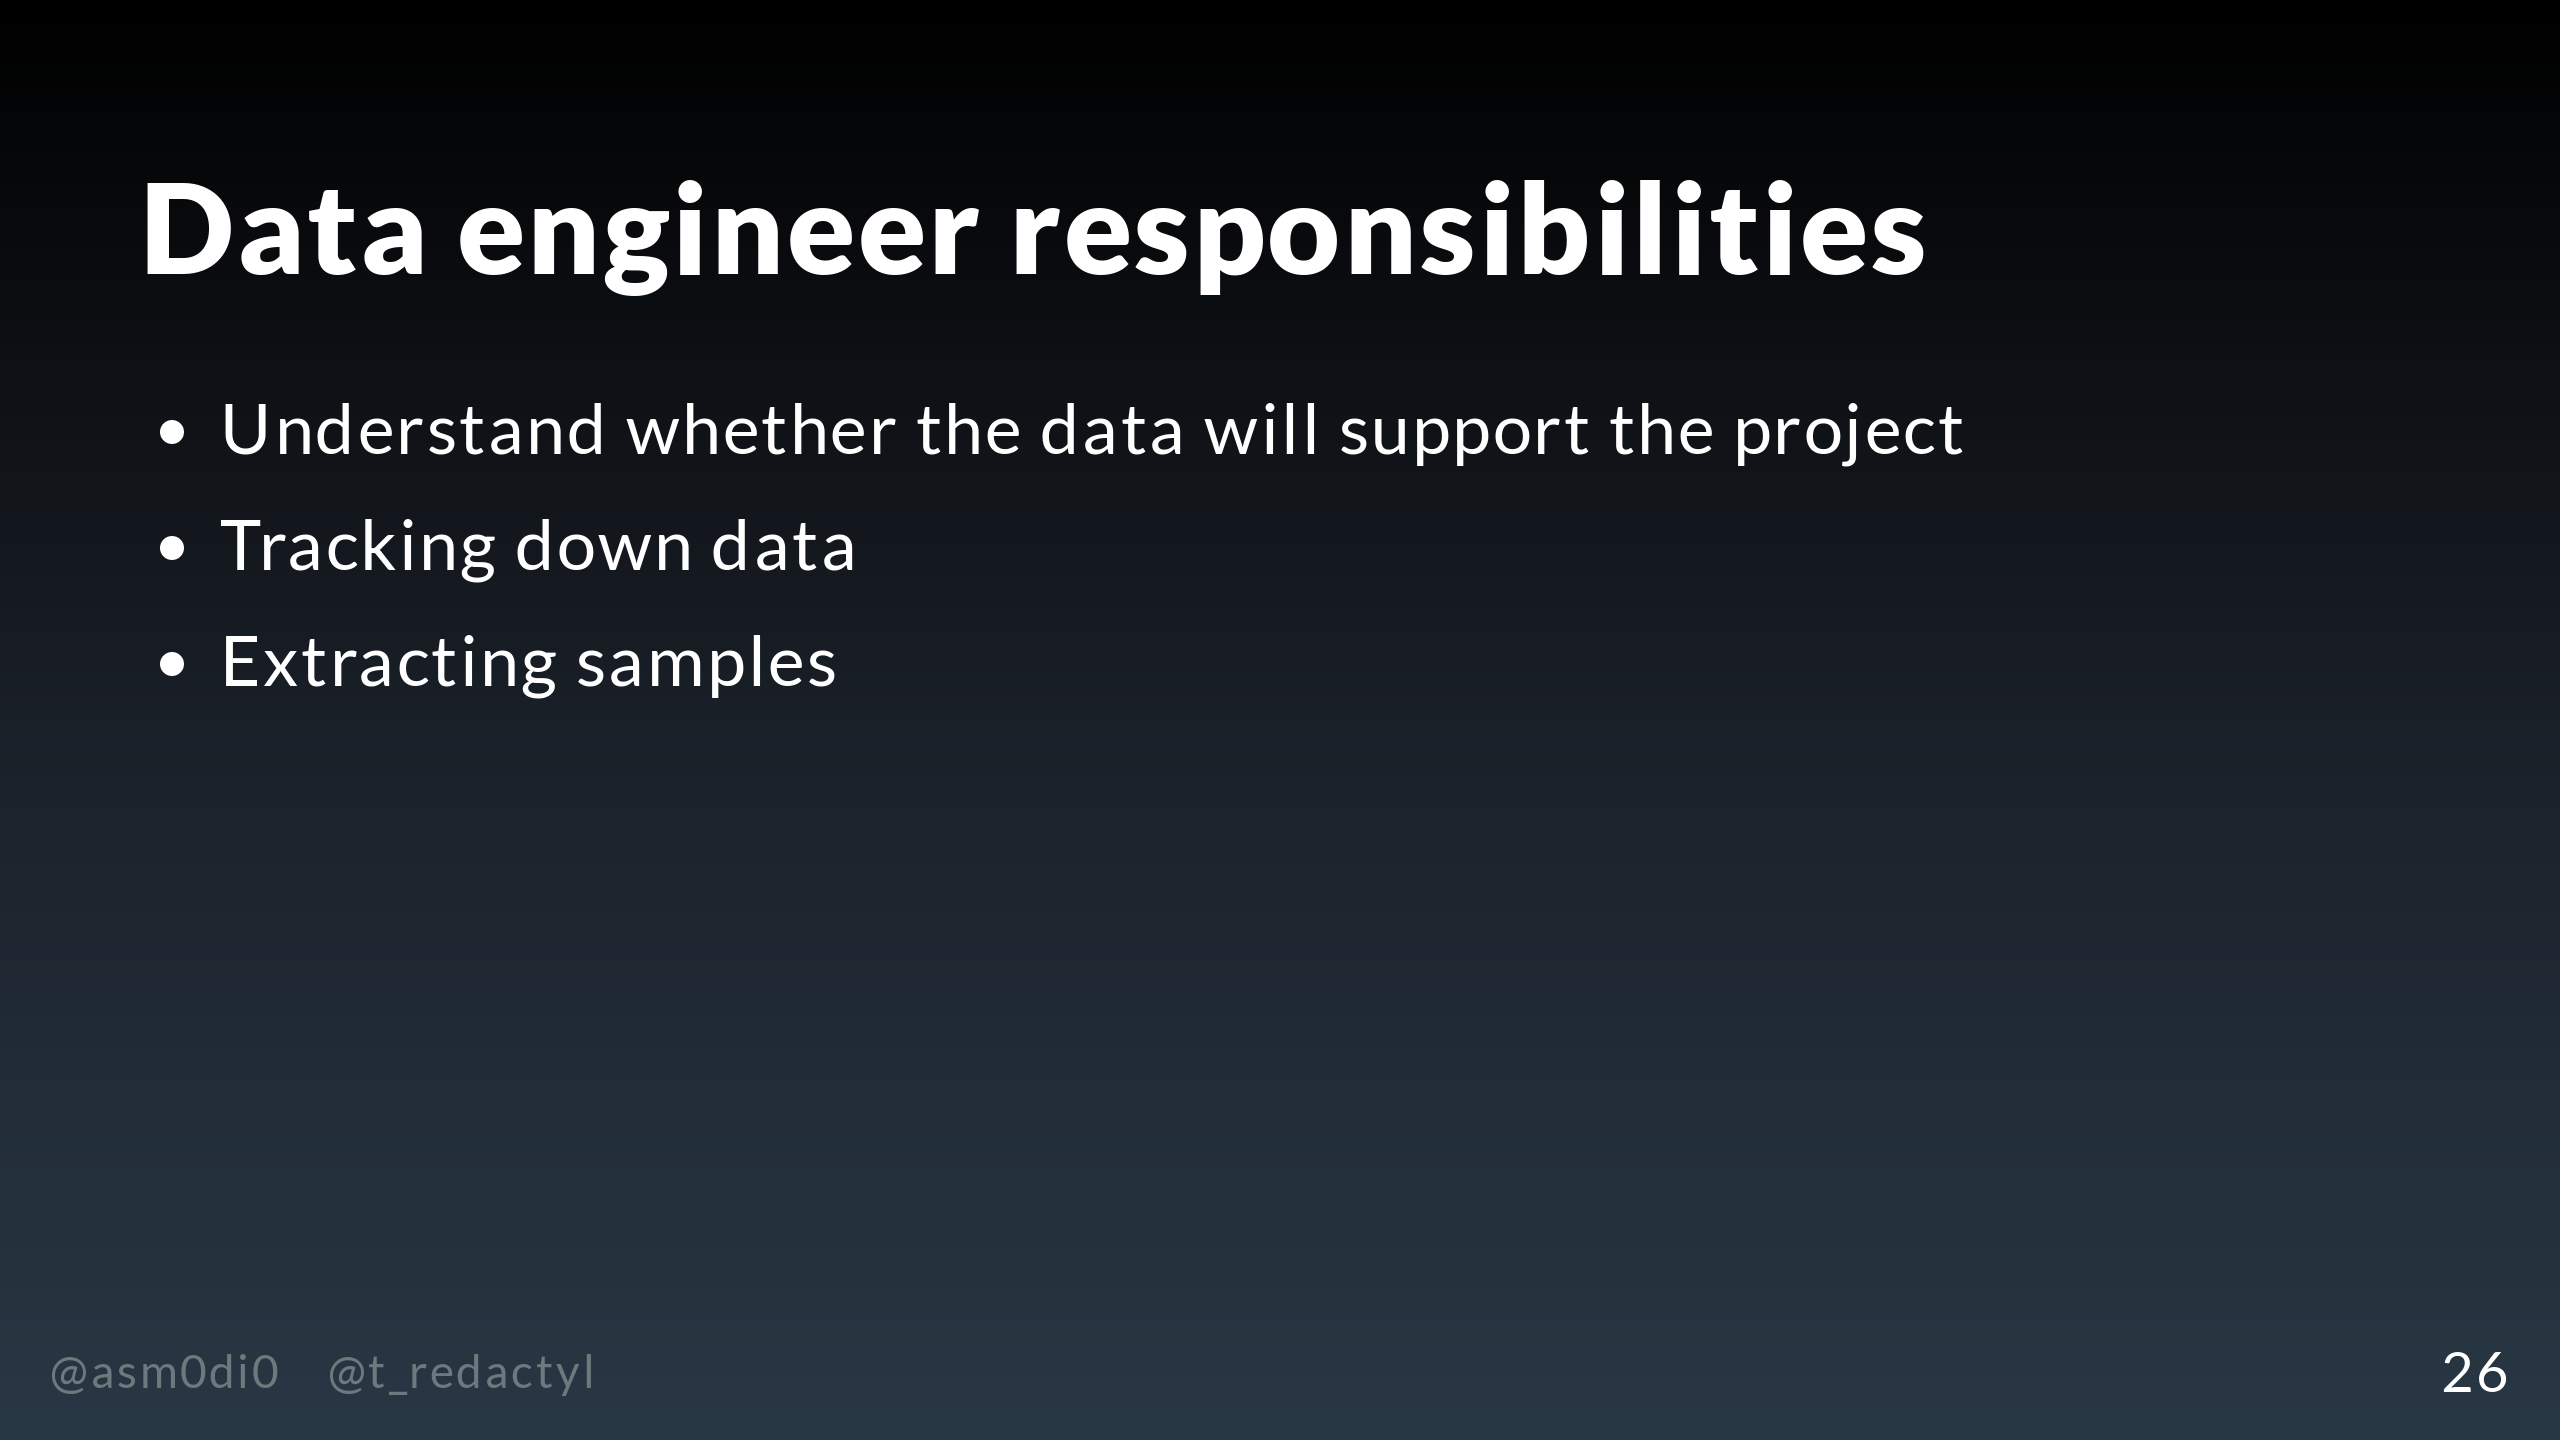 Data engineer responsibilities
• Understand whether the data will support the project
• Tracking down data
• Extracting samples
@asm0di0 @t_redactyl
26